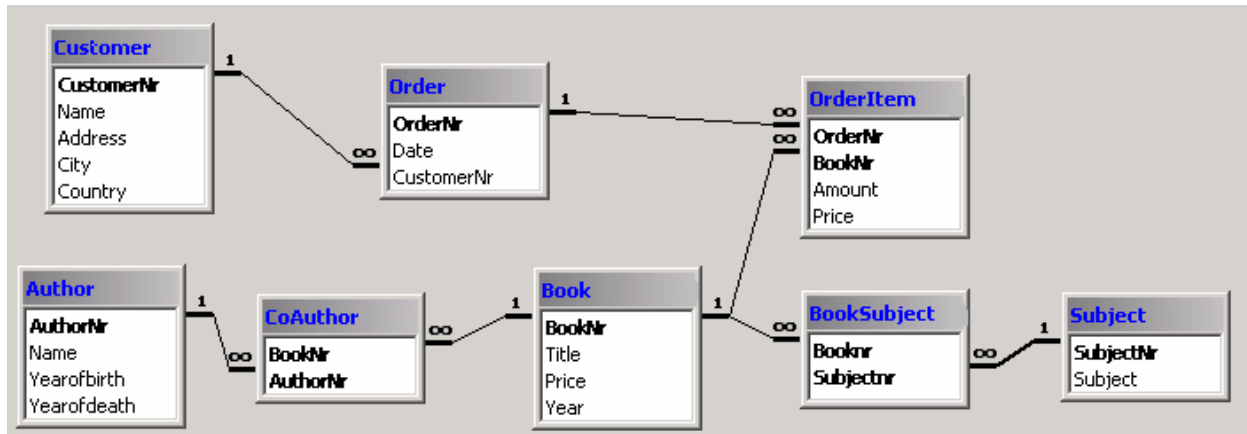 Customer
CustomerNr
Name
Address
City
Country
1
∞
Order
OrderNr
Date
CustomerNr
1
∞
∞
OrderItem
OrderNr
BookNr
Amount
Price
Author
AuthorNr
Name
Yearofbirth
Yearofdeath
1
∞
CoAuthor
BookNr
AuthorNr
∞
1
Book
BookNr
Title
Price
Year
1
∞
BookSubject
Booknr
Subjectnr
∞
1
Subject
SubjectNr
Subject